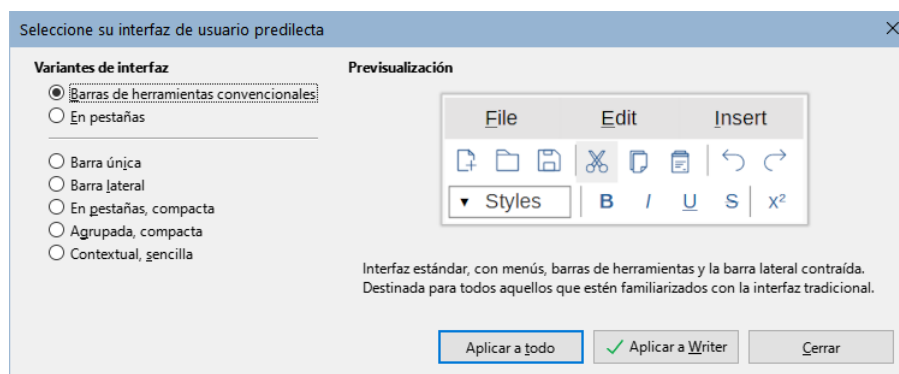 Seleccione su interfaz de usuario predilecta
Variantes de interfaz
Barras de herramientas convencionales
En pestañas
Barra única
Barra lateral
En pestañas, compacta
Agrupada, compacta
Contextual, sencilla
Previsualización
File Edit Insert
Styles B I U S x²
Interfaz estándar, con menús, barras de herramientas y la barra lateral contraída.
Destinada para todos aquellos que estén familiarizados con la interfaz tradicional.
Aplicar a todo Aplicar a Writer Cerrar